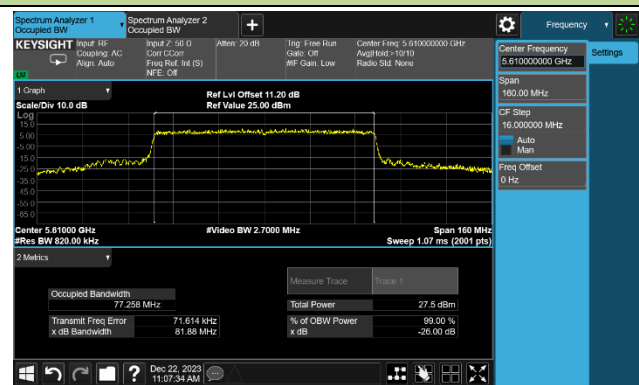 Spectrum Analyzer 1
Occupied BW
Spectrum Analyzer 2
Occupied BW
+
Frequency
KEYSIGHT
Input: RF
Coupling: AC
Align: Auto
Input Z: 50 Ω
Corr CCorr
Freq Ref: Int (S)
NFE: Off
Atten: 20 dB
Trig: Free Run
Gate: Off
#IF Gain: Low
Center Freq: 5.610000000 GHz
Avg|Hold:>10/10
Radio Std: None
LXI
Center Frequency
5.610000000 GHz
Settings
Span
160.00 MHz
CF Step
16.000000 MHz
Auto
Man
Freq Offset
0 Hz
1 Graph
Scale/Div 10.0 dB
Ref Lvl Offset 11.20 dB
Ref Value 25.00 dBm
Log
15.0
5.00
-5.00
-15.0
-25.0
-35.0
-45.0
-55.0
-65.0
Center 5.61000 GHz
#Res BW 820.00 kHz
#Video BW 2.7000 MHz
Span 160 MHz
Sweep 1.07 ms (2001 pts)
2 Metrics
Measure Trace
Trace 1
Occupied Bandwidth
77.258 MHz
Total Power
27.5 dBm
Transmit Freq Error
71.614 kHz
% of OBW Power
99.00 %
x dB Bandwidth
81.88 MHz
x dB
-26.00 dB
?
Dec 22, 2023
11:07:34 AM